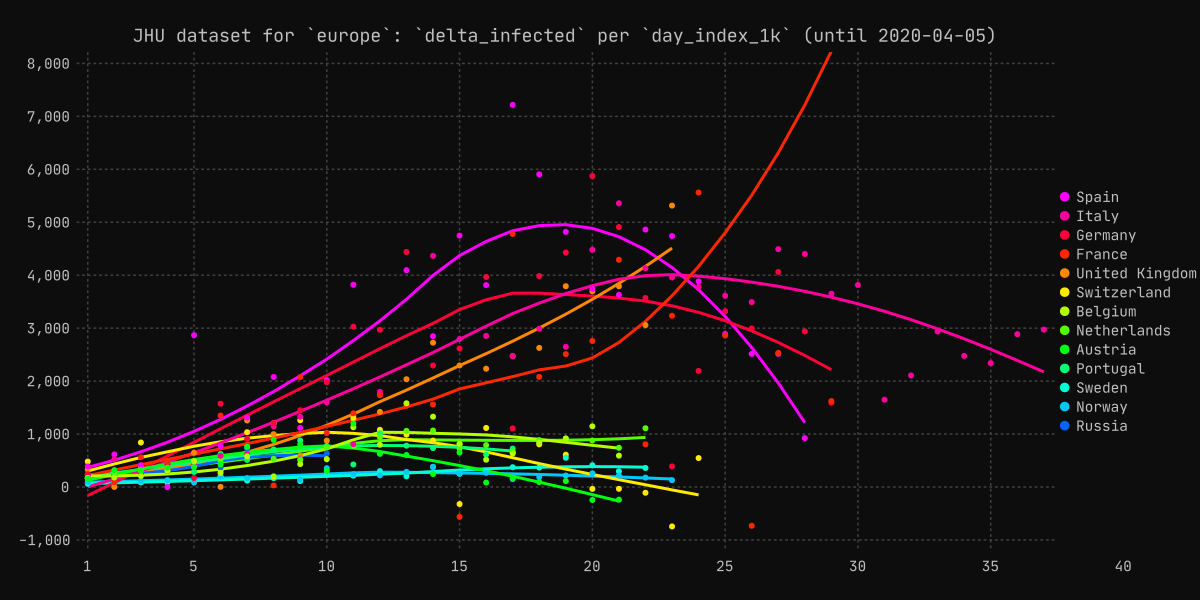 JHU dataset for `europe`: `delta_infected` per `day_index_1k` (until 2020-04-05)
8,000
7,000
6,000
5,000
4,000
3,000
2,000
1,000
0
-1,000
1 5 10 15 20 25 30 35 40
Spain
Italy
Germany
France
United Kingdom
Switzerland
Belgium
Netherlands
Austria
Portugal
Sweden
Norway
Russia